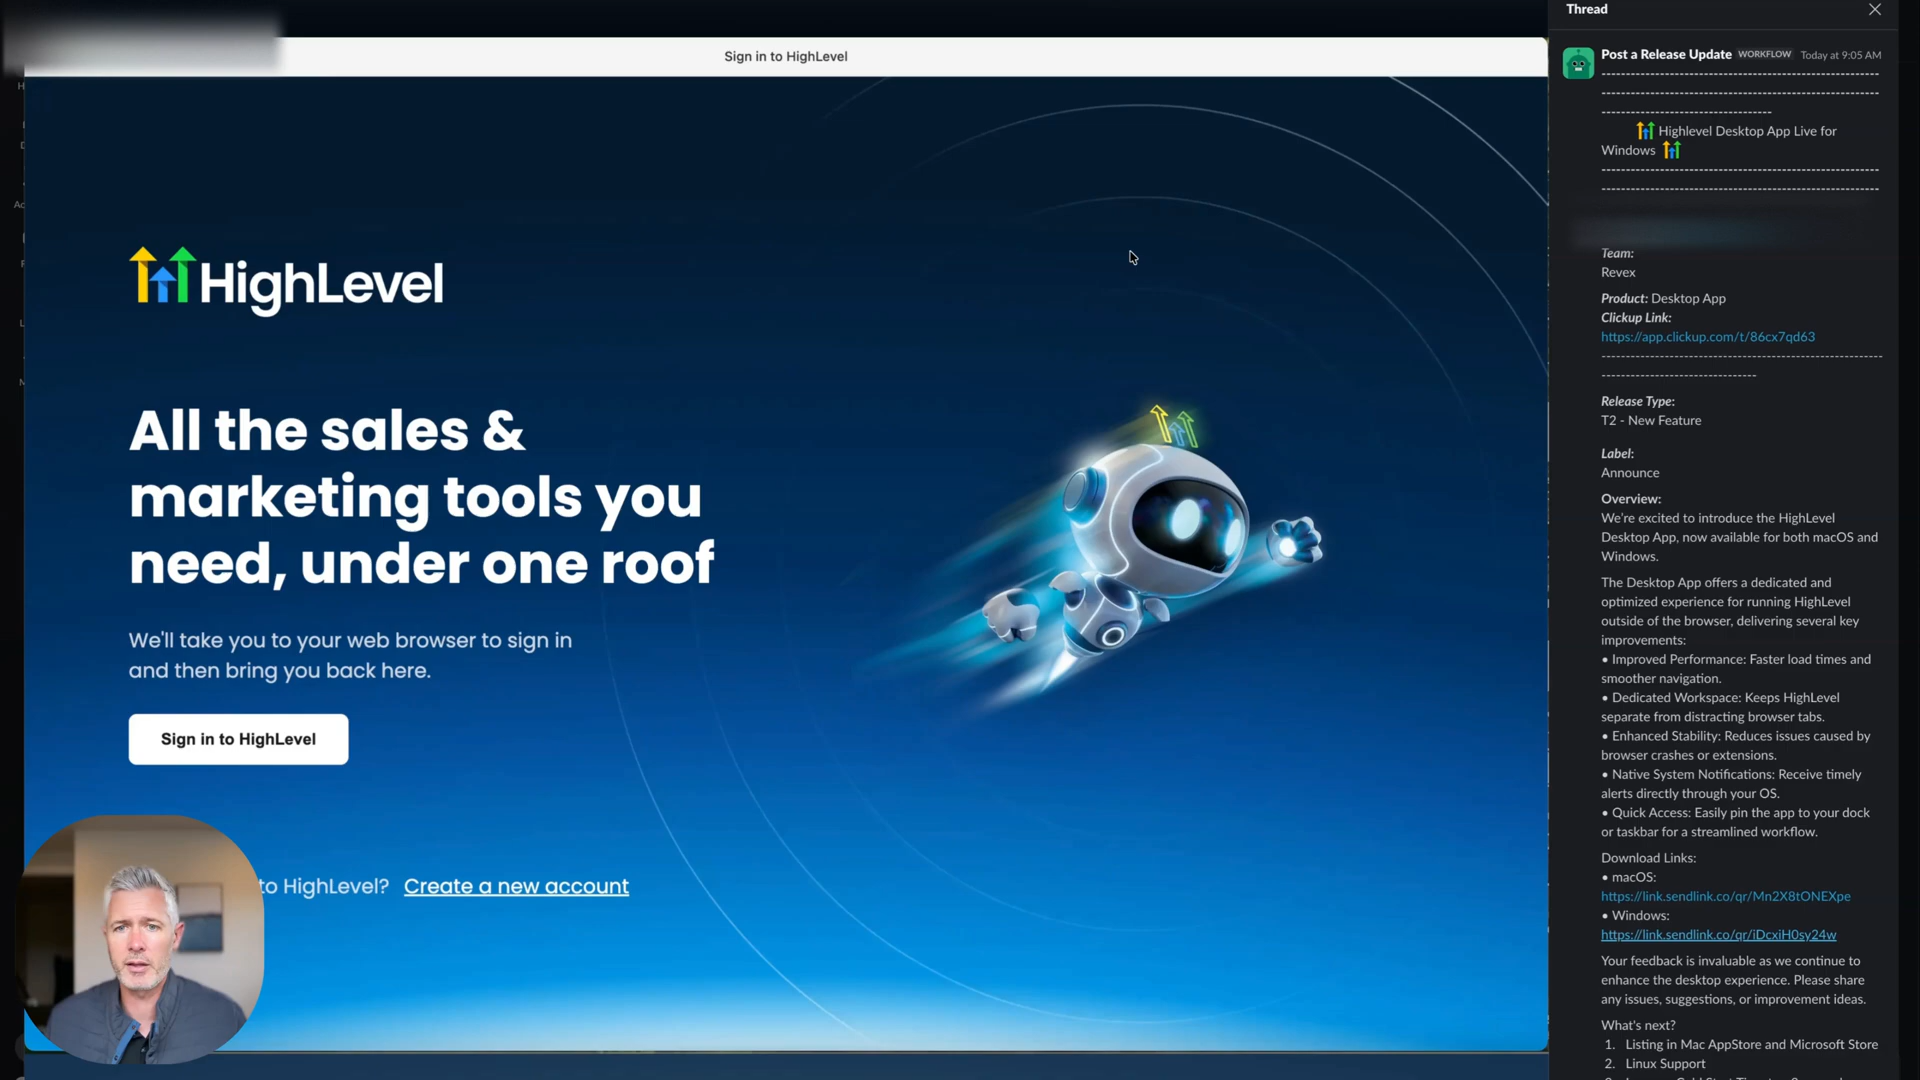 Sign in to HighLevel
HighLevel
All the sales &
marketing tools you
need, under one roof
We'll take you to your web browser to sign in
and then bring you back here.
Sign in to HighLevel
to HighLevel? Create a new account
Thread
Post a Release Update WORKFLOW Today at 9:05 AM
Highlevel Desktop App Live for
Windows
Team:
Revex
Product: Desktop App
Clickup Link:
https://app.clickup.com/t/86cx7qd63
Release Type:
T2 - New Feature
Label:
Announce
Overview:
We're excited to introduce the HighLevel
Desktop App, now available for both macOS and
Windows.
The Desktop App offers a dedicated and
optimized experience for running HighLevel
outside of the browser, delivering several key
improvements:
• Improved Performance: Faster load times and
smoother navigation.
• Dedicated Workspace: Keeps HighLevel
separate from distracting browser tabs.
• Enhanced Stability: Reduces issues caused by
browser crashes or extensions.
• Native System Notifications: Receive timely
alerts directly through your OS.
• Quick Access: Easily pin the app to your dock
or taskbar for a streamlined workflow.
Download Links:
• macOS:
https://link.sendlink.co/qr/Mn2X8tONEXpe
• Windows:
https://link.sendlink.co/qr/iDcxiH0sy24w
Your feedback is invaluable as we continue to
enhance the desktop experience. Please share
any issues, suggestions, or improvement ideas.
What's next?
1. Listing in Mac AppStore and Microsoft Store
2. Linux Support